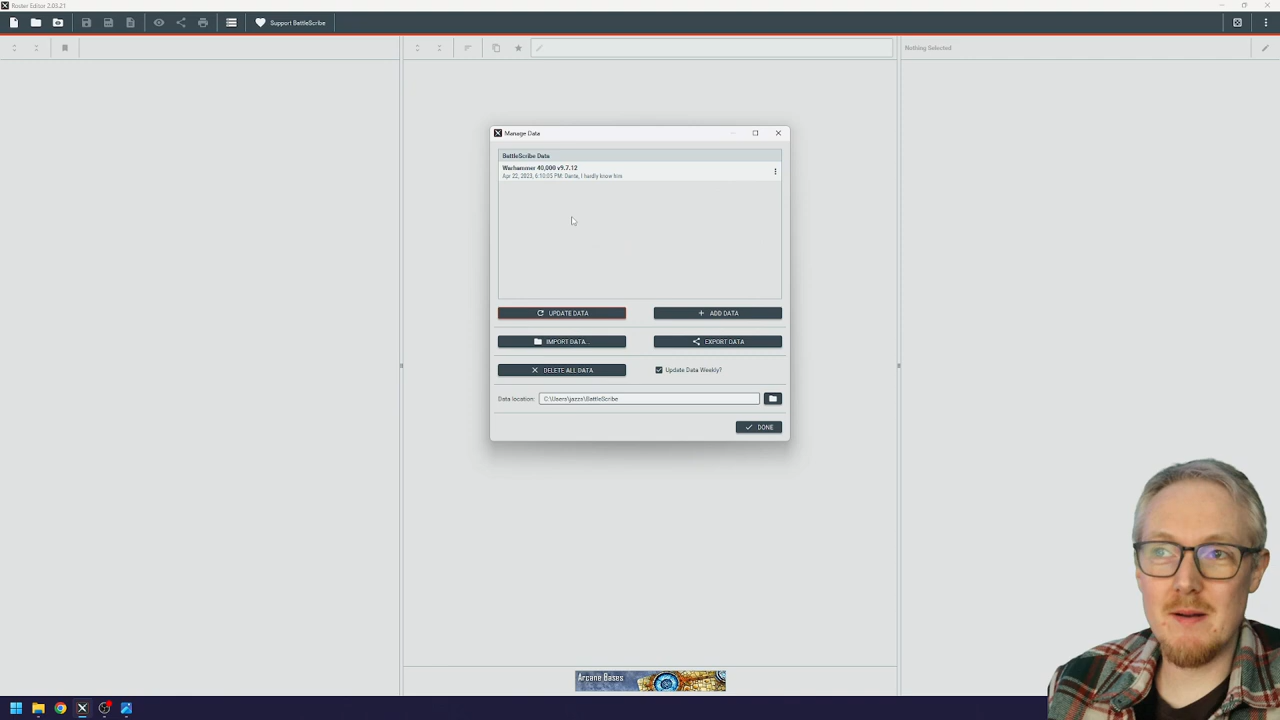 Roster Editor 2.03.21
Support BattleScribe
Nothing Selected
Manage Data
BattleScribe Data
Warhammer 40,000 v9.7.12
Apr 22, 2023, 6:10:05 PM: Dante, I hardly know him
UPDATE DATA
ADD DATA
IMPORT DATA...
EXPORT DATA
DELETE ALL DATA
Update Data Weekly?
Data location:
C:\Users\jazzs\BattleScribe
DONE
Arcane Bases